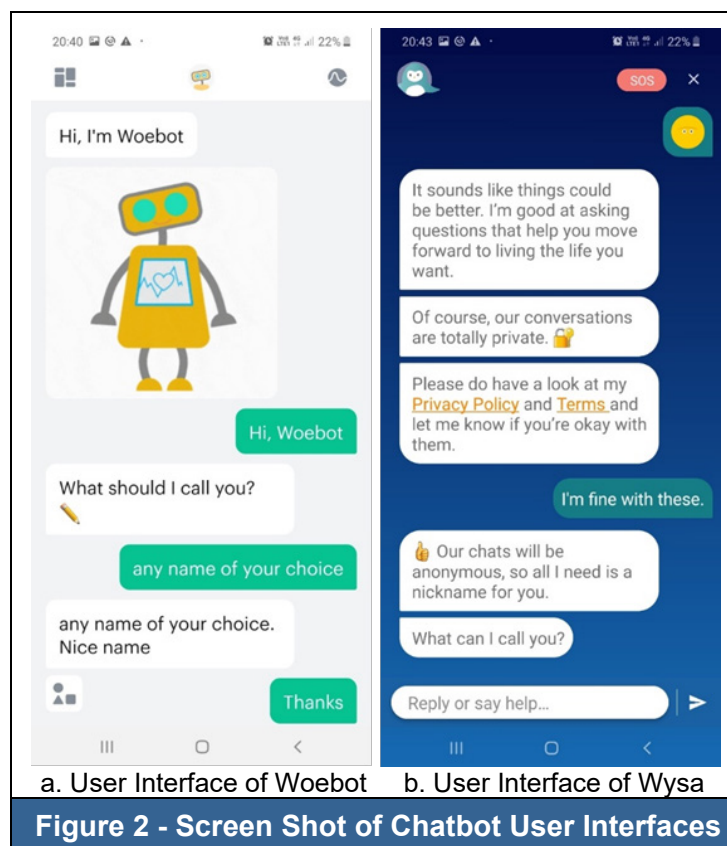 20:40
22%
Hi, I'm Woebot
Hi, Woebot
What should I call you?
any name of your choice
any name of your choice.
Nice name
Thanks
20:43
22%
SOS
It sounds like things could
be better. I'm good at asking
questions that help you move
forward to living the life you
want.
Of course, our conversations
are totally private.
Please do have a look at my
Privacy Policy and Terms and
let me know if you're okay with
them.
I'm fine with these.
Our chats will be
anonymous, so all I need is a
nickname for you.
What can I call you?
Reply or say help...
a. User Interface of Woebot
b. User Interface of Wysa
Figure 2 - Screen Shot of Chatbot User Interfaces